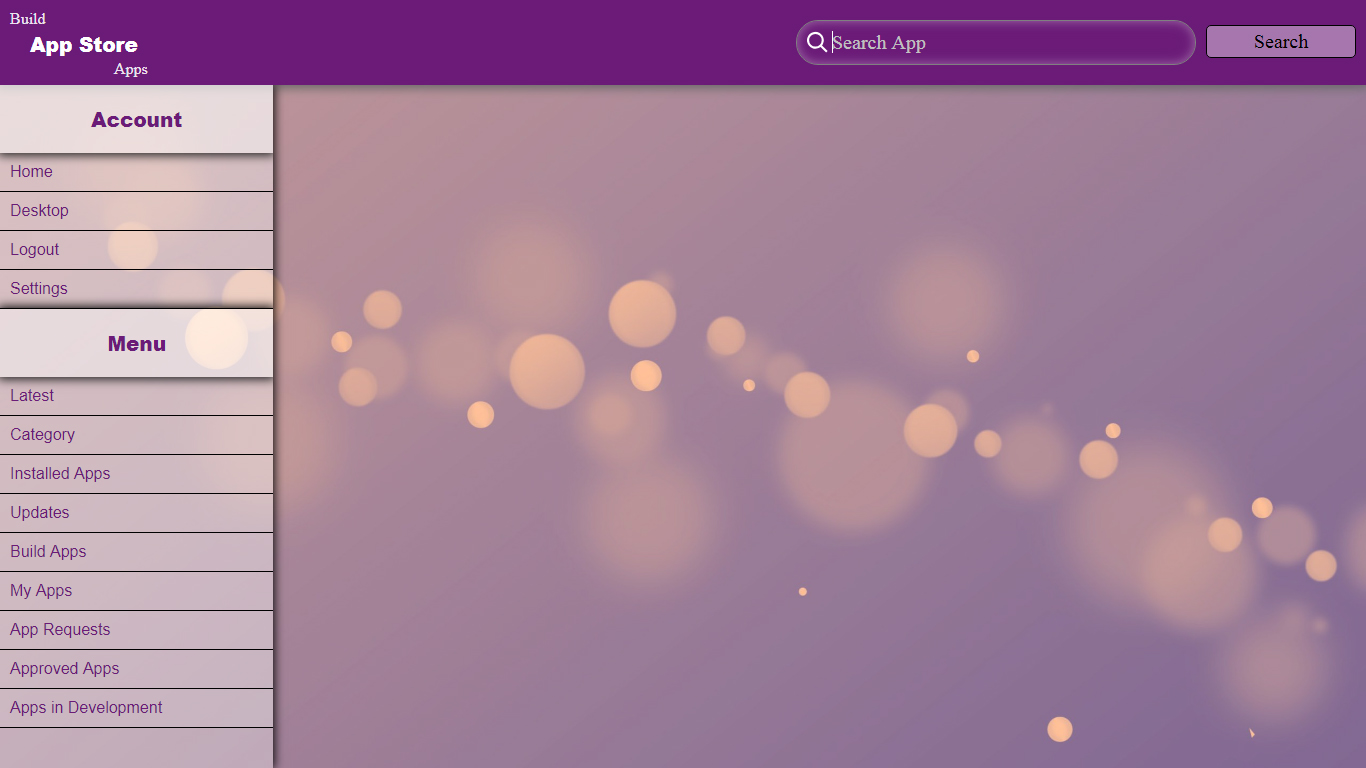 Build
App Store
Apps
Search App
Search
Account
Home
Desktop
Logout
Settings
Menu
Latest
Category
Installed Apps
Updates
Build Apps
My Apps
App Requests
Approved Apps
Apps in Development